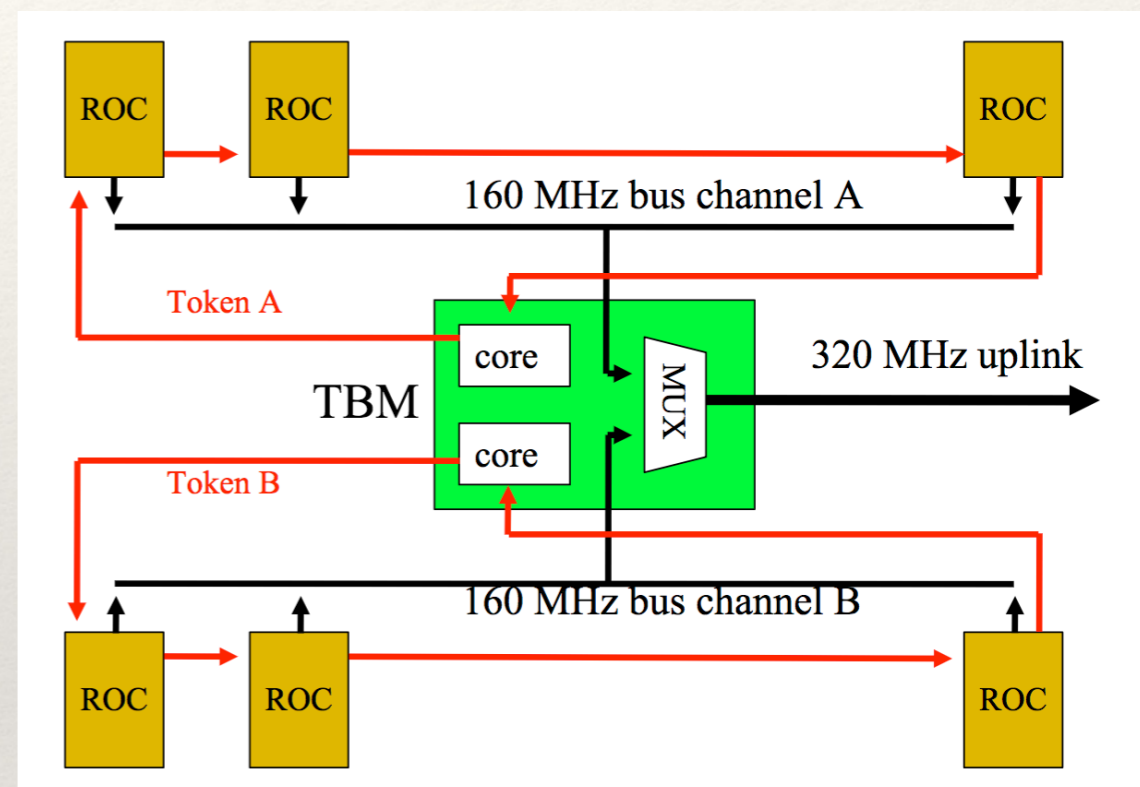 ROC
ROC
ROC
160 MHz bus channel A
Token A
core
320 MHz uplink
MUX
TBM
core
Token B
160 MHz bus channel B
ROC
ROC
ROC